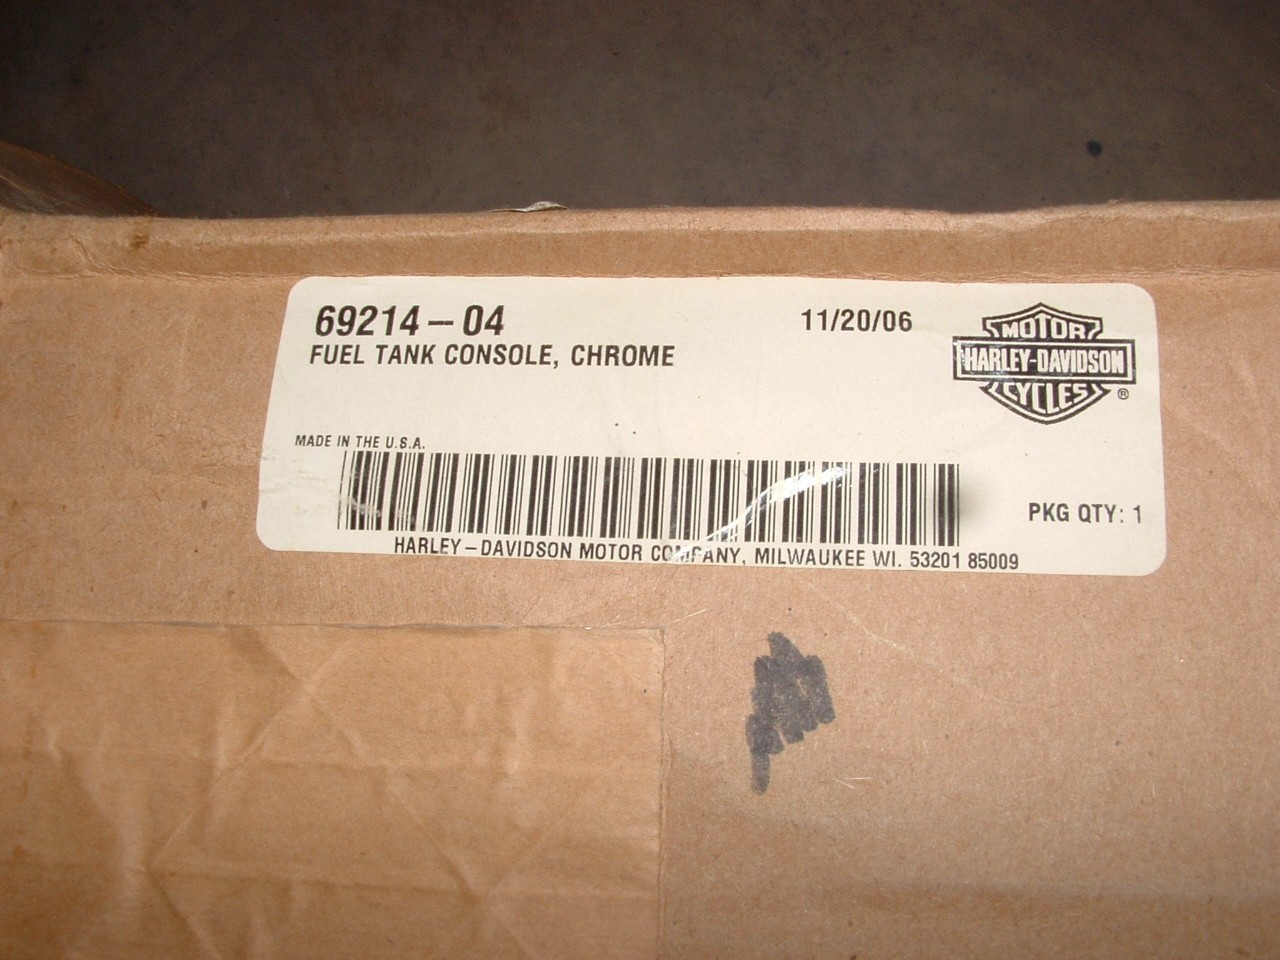 69214-04
11/20/06
FUEL TANK CONSOLE, CHROME
MOTOR
HARLEY-DAVIDSON
CYCLES
®
MADE IN THE U.S.A.
PKG QTY: 1
HARLEY-DAVIDSON MOTOR COMPANY, MILWAUKEE WI. 53201 85009